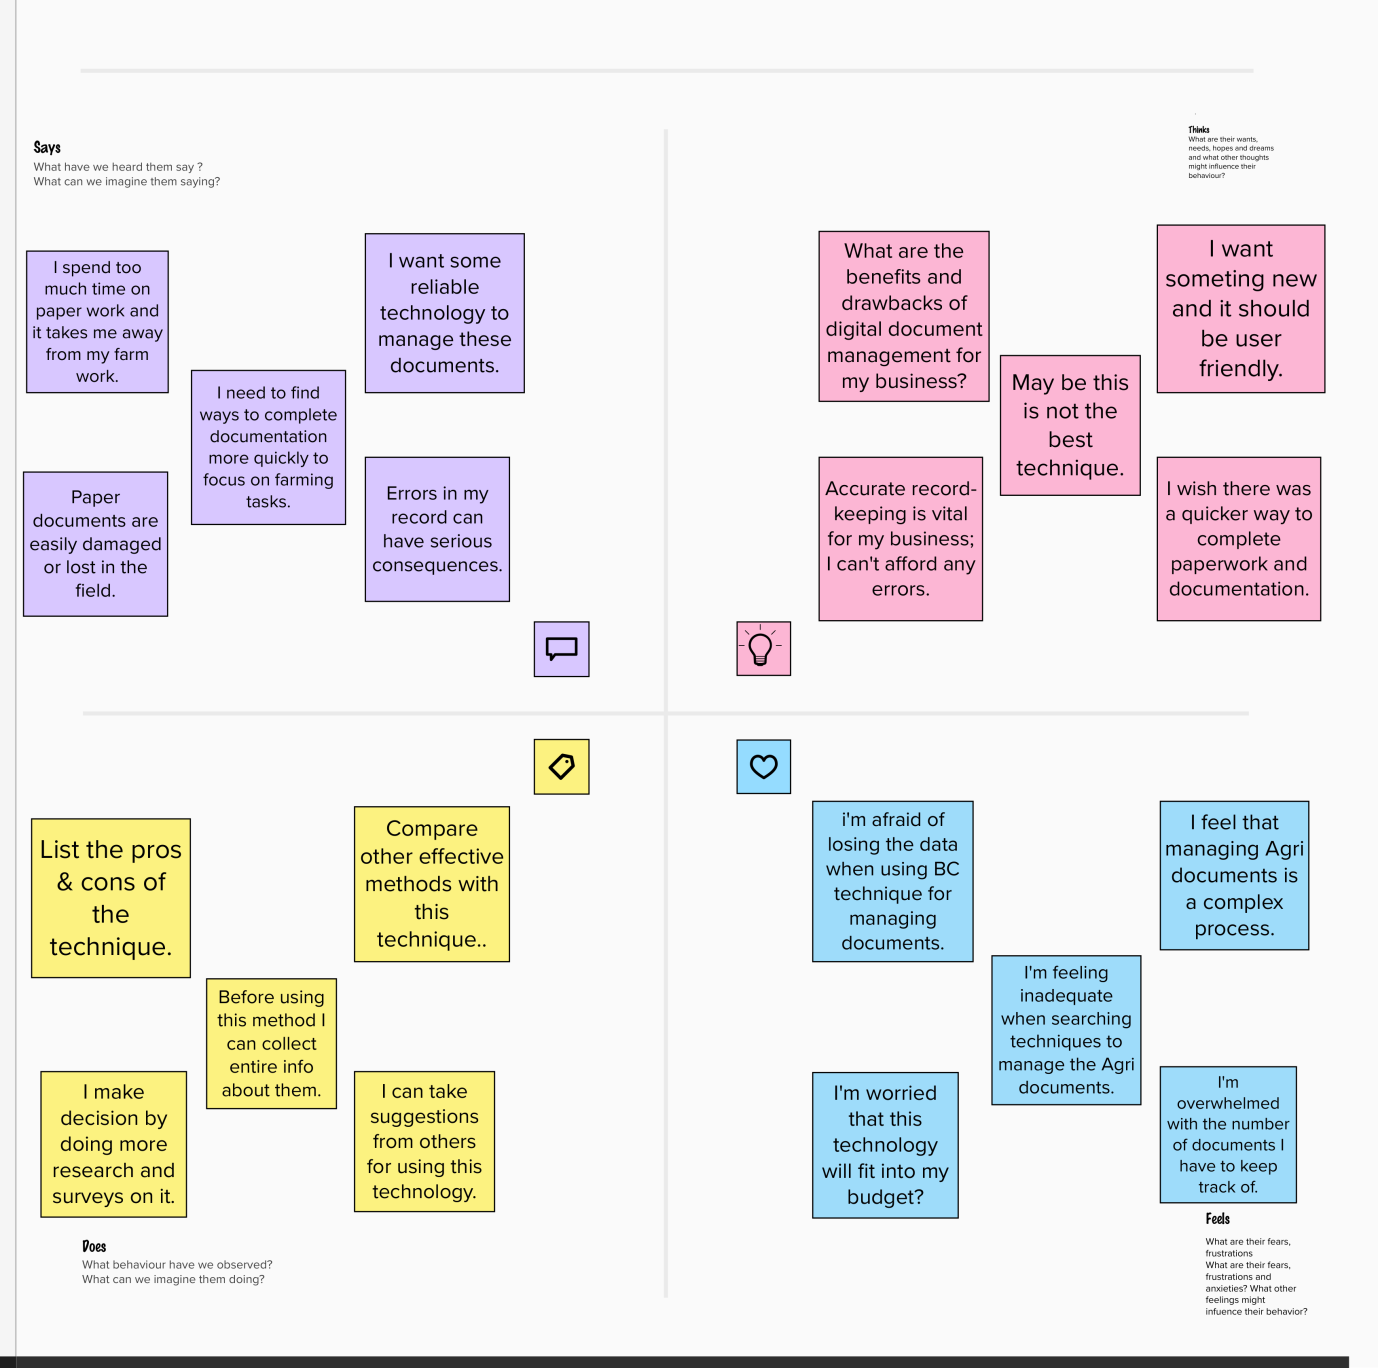 Says
What have we heard them say ?
What can we imagine them saying?
I spend too
much time on
paper work and
it takes me away
from my farm
work.
I want some
reliable
technology to
manage these
documents.
I need to find
ways to complete
documentation
more quickly to
focus on farming
tasks.
Paper
documents are
easily damaged
or lost in the
field.
Errors in my
record can
have serious
consequences.
Thinks
What are their wants,
needs, hopes and dreams
and what other thoughts
might influence their
behaviour?
What are the
benefits and
drawbacks of
digital document
management for
my business?
I want
someting new
and it should
be user
friendly.
May be this
is not the
best
technique.
Accurate record-
keeping is vital
for my business;
I can't afford any
errors.
I wish there was
a quicker way to
complete
paperwork and
documentation.
List the pros
& cons of
the
technique.
Compare
other effective
methods with
this
technique..
Before using
this method I
can collect
entire info
about them.
I make
decision by
doing more
research and
surveys on it.
I can take
suggestions
from others
for using this
technology.
Does
What behaviour have we observed?
What can we imagine them doing?
i'm afraid of
losing the data
when using BC
technique for
managing
documents.
I feel that
managing Agri
documents is
a complex
process.
I'm feeling
inadequate
when searching
techniques to
manage the Agri
documents.
I'm worried
that this
technology
will fit into my
budget?
I'm
overwhelmed
with the number
of documents I
have to keep
track of.
Feels
What are their fears,
frustrations
What are their fears,
frustrations and
anxieties? What other
feelings might
infuence their behavior?